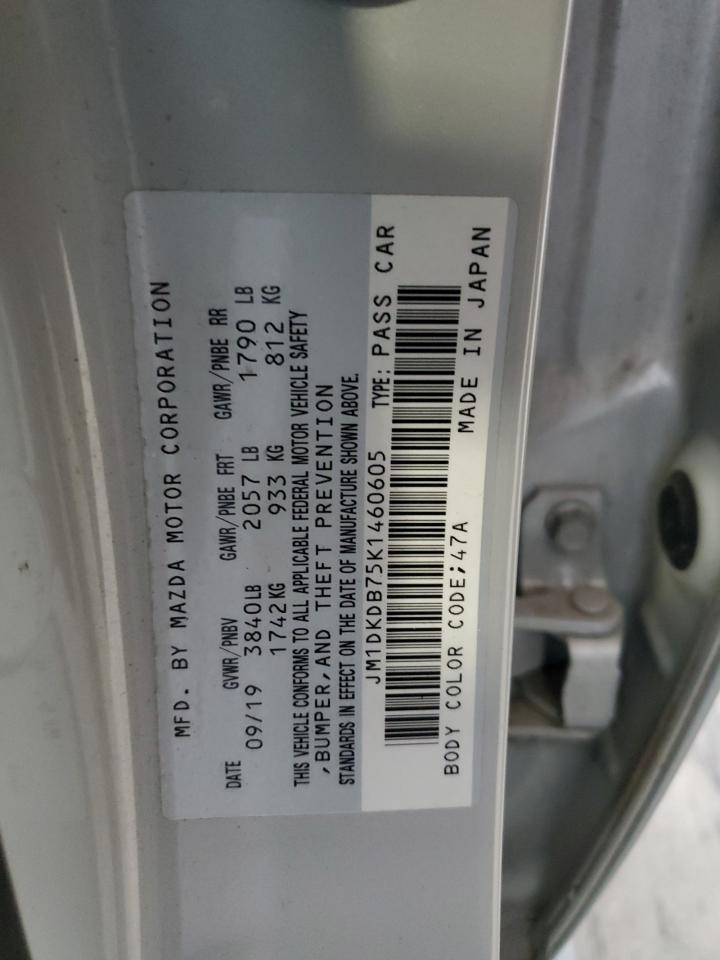 MFD. BY MAZDA MOTOR CORPORATION
DATE GVWR/PNBV GAWR/PNBE FRT GAWR/PNBE RR
09/19 3840LB 2057 LB 1790 LB
1742KG 933 KG 812 KG
THIS VEHICLE CONFORMS TO ALL APPLICABLE FEDERAL MOTOR VEHICLE SAFETY
,BUMPER,AND THEFT PREVENTION
STANDARDS IN EFFECT ON THE DATE OF MANUFACTURE SHOWN ABOVE.
JM1DKDB75K1460605 TYPE: PASS CAR
BODY COLOR CODE;47A MADE IN JAPAN